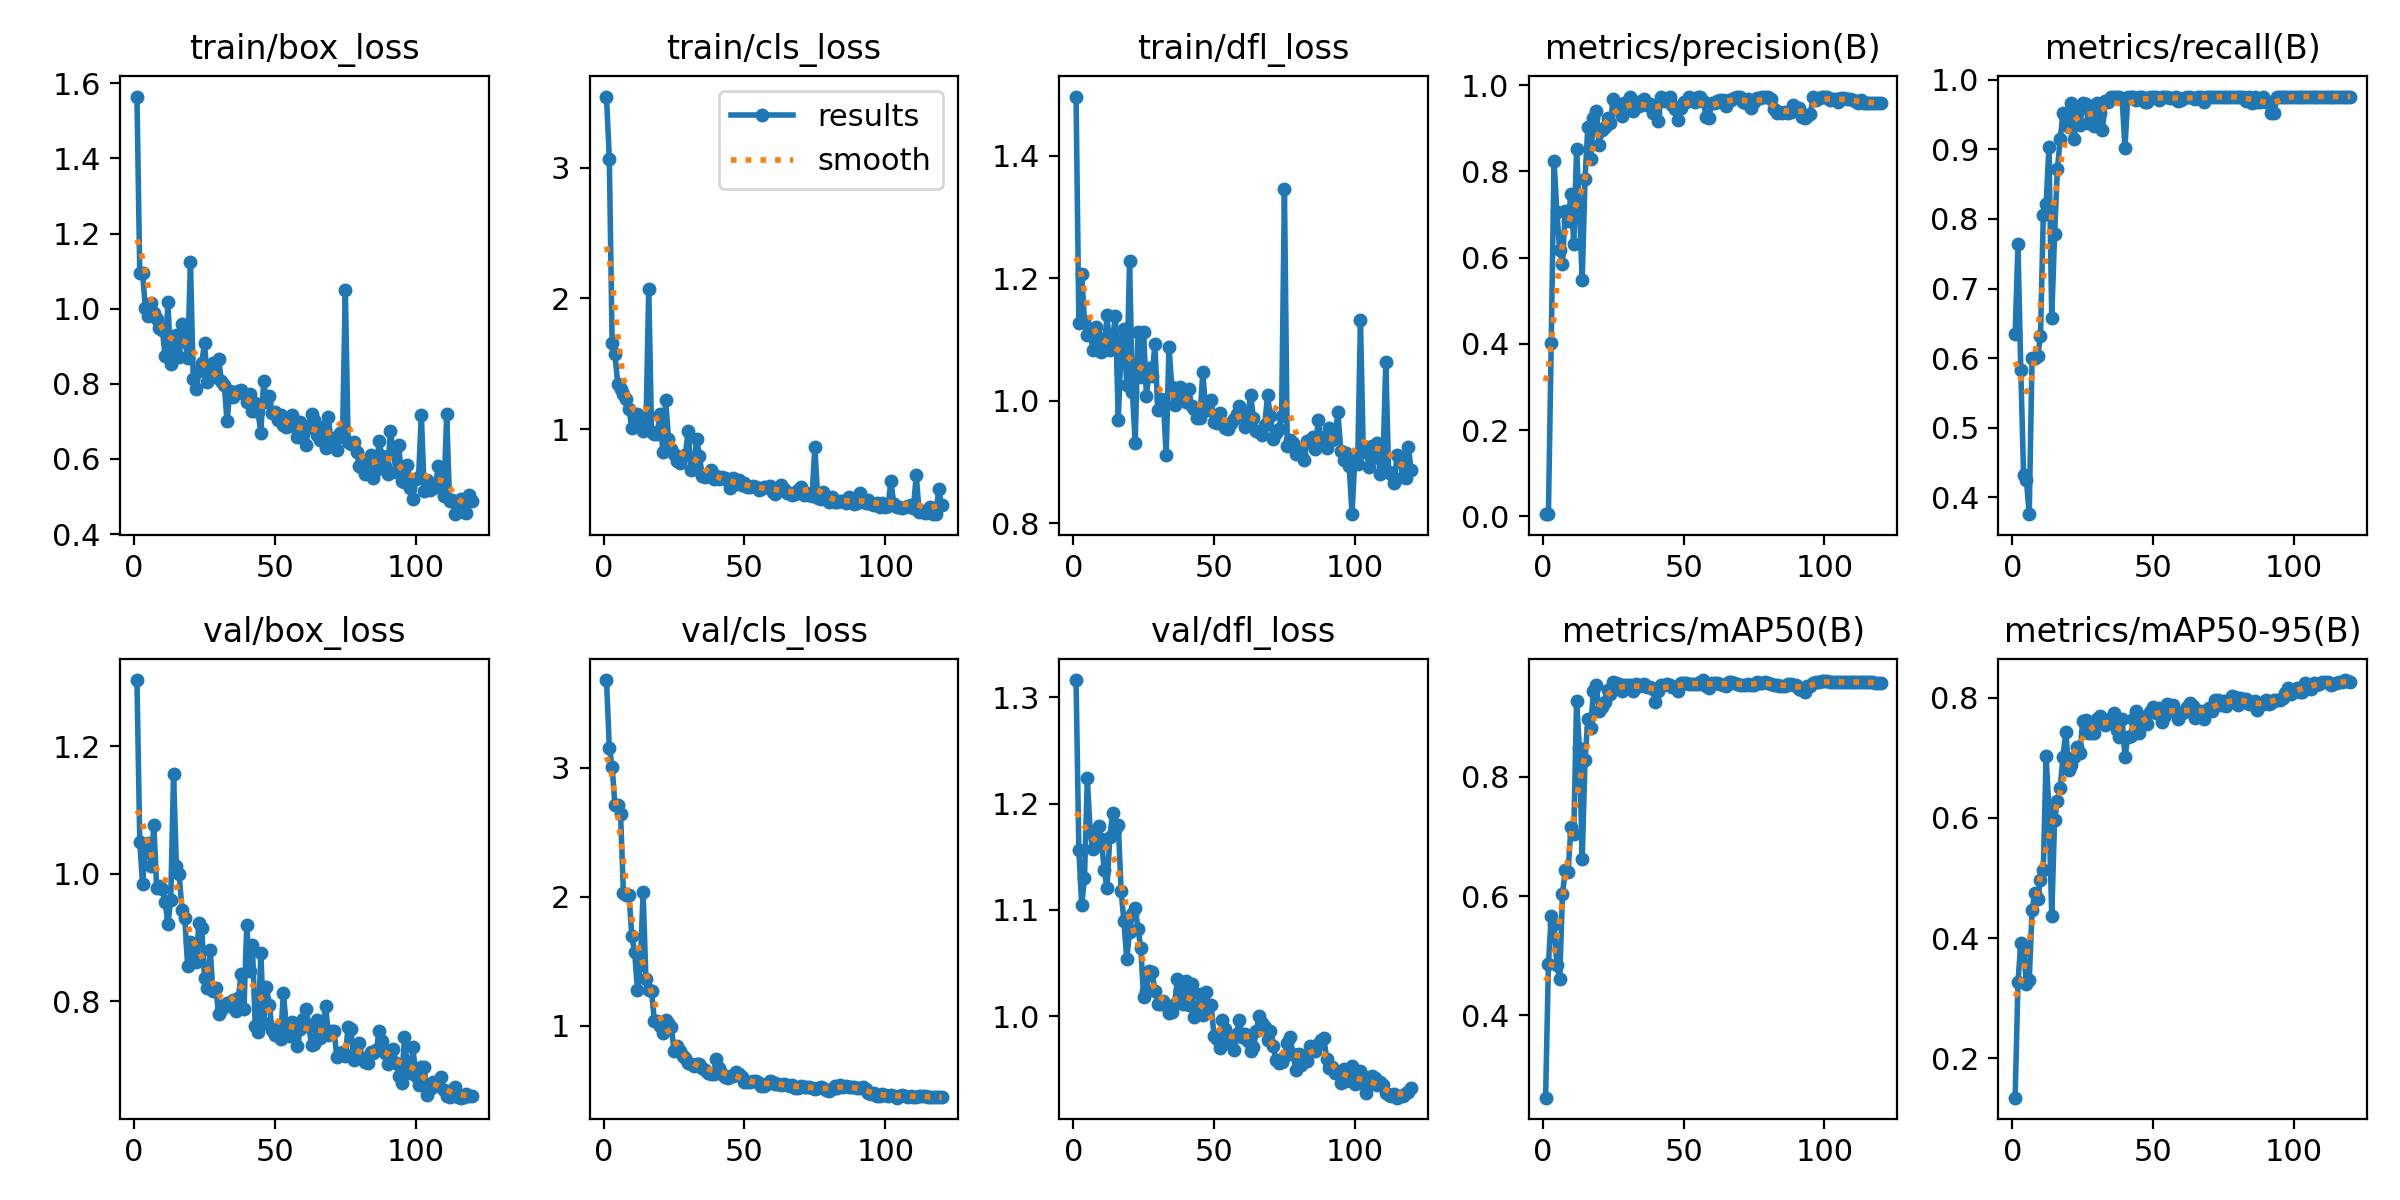 train/box_loss
train/cls_loss
train/dfl_loss
metrics/precision(B)
metrics/recall(B)
1.6
1.4
1.2
1.0
0.8
0.6
0.4
0 50 100
3
2
1
results
smooth
0 50 100
1.4
1.2
1.0
0.8
0 50 100
1.0
0.8
0.6
0.4
0.2
0.0
0 50 100
1.0
0.9
0.8
0.7
0.6
0.5
0.4
0 50 100
val/box_loss
val/cls_loss
val/dfl_loss
metrics/mAP50(B)
metrics/mAP50-95(B)
1.2
1.0
0.8
0 50 100
3
2
1
0 50 100
1.3
1.2
1.1
1.0
0 50 100
0.8
0.6
0.4
0 50 100
0.8
0.6
0.4
0.2
0 50 100